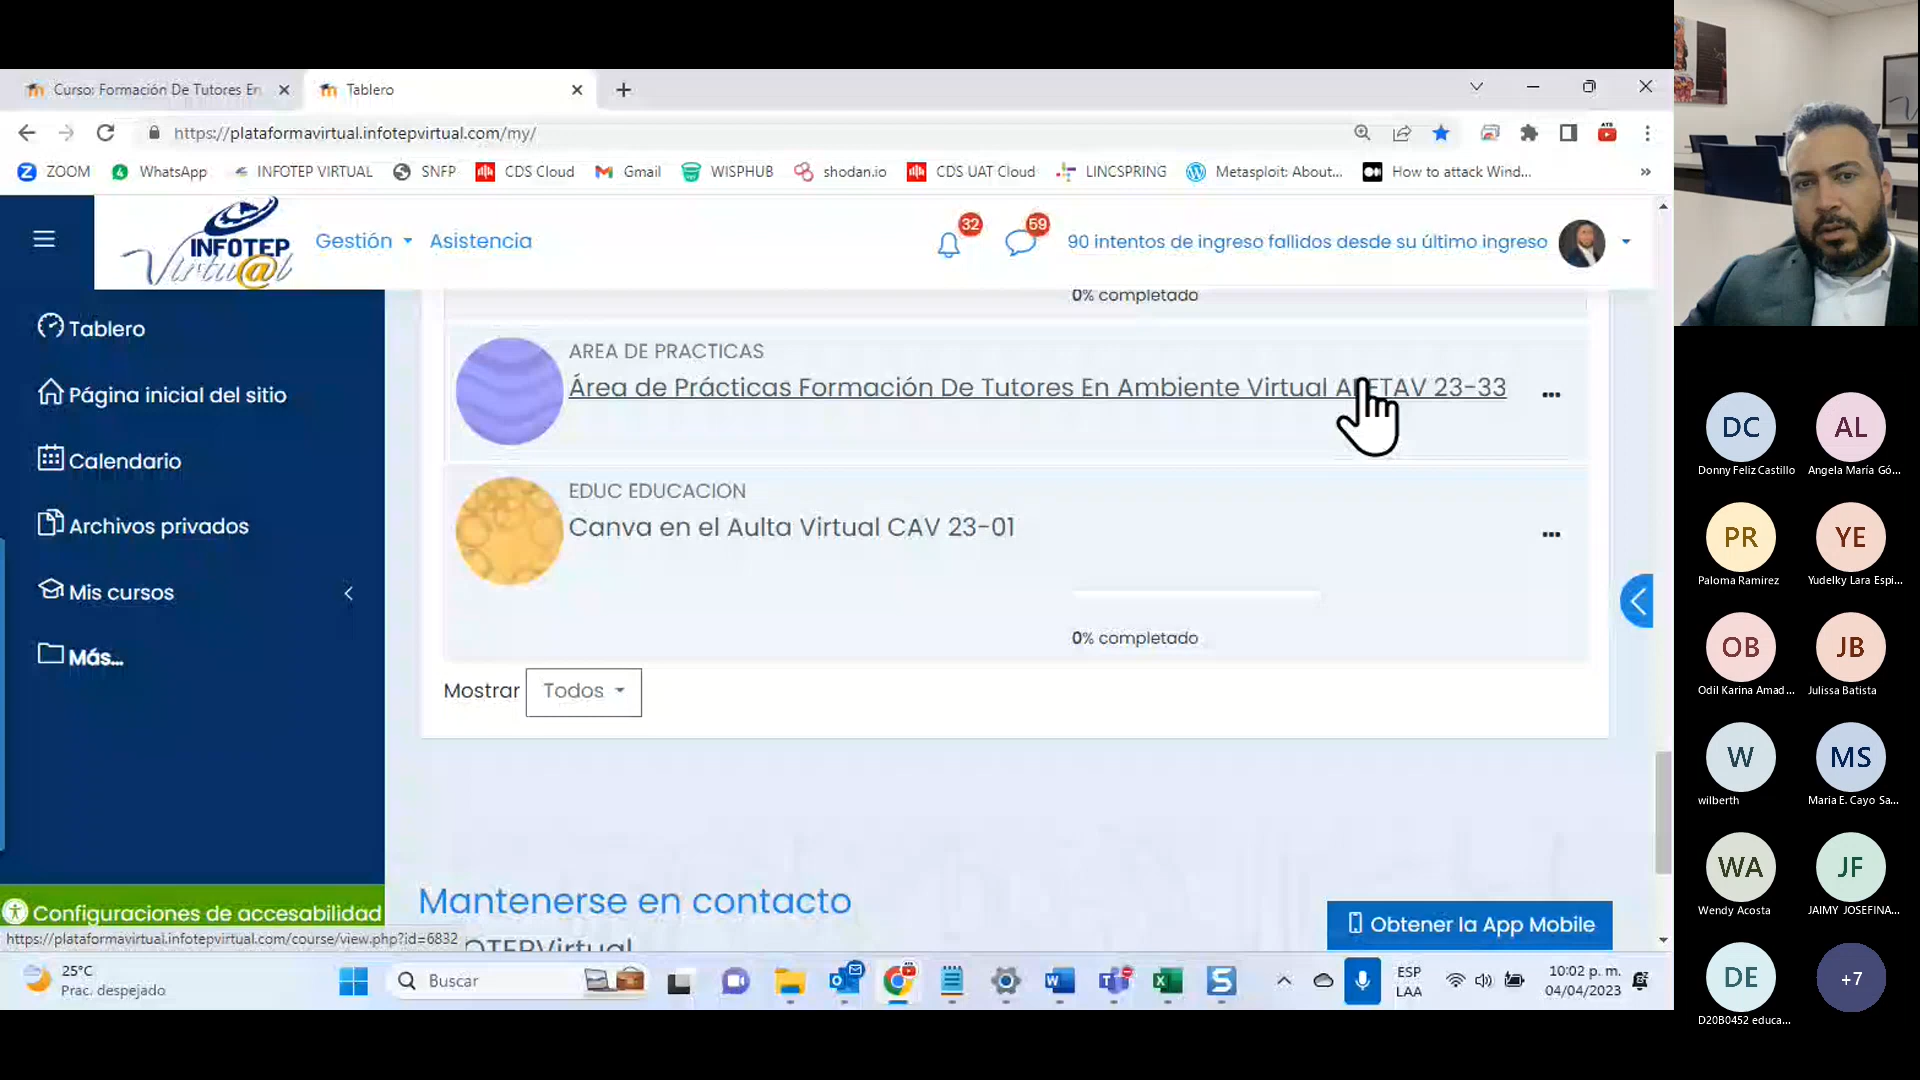 Curso: Formación De Tutores En
Tablero
https://plataformavirtual.infotepvirtual.com/my/
ZOOM
WhatsApp
INFOTEP VIRTUAL
SNFP
CDS Cloud
Gmail
WISPHUB
shodan.io
CDS UAT Cloud
LINCSPRING
Metasploit: About...
How to attack Wind...
INFOTEP
Virtu@l
Gestión
Asistencia
32
59
90 intentos de ingreso fallidos desde su último ingreso
Tablero
Página inicial del sitio
Calendario
Archivos privados
Mis cursos
Más...
Configuraciones de accesabilidad
https://plataformavirtual.infotepvirtual.com/course/view.php?id=6832
0% completado
AREA DE PRACTICAS
Área de Prácticas Formación De Tutores En Ambiente Virtual 23-33
EDUC EDUCACION
Canva en el Aulta Virtual CAV 23-01
0% completado
Mostrar Todos
Mantenerse en contacto
Obtener la App Mobile
25°C
Prac. despejado
Buscar
ESP
LAA
10:02 p. m.
04/04/2023
DC
Donny Feliz Castillo
AL
Angela María Gó...
PR
Paloma Ramirez
YE
Yudelky Lara Espi...
OB
Odil Karina Amad...
JB
Julissa Batista
W
wilberth
MS
Maria E. Cayo Sa...
WA
Wendy Acosta
JF
JAIMY JOSEFINA...
DE
D20B0452 educa...
+7